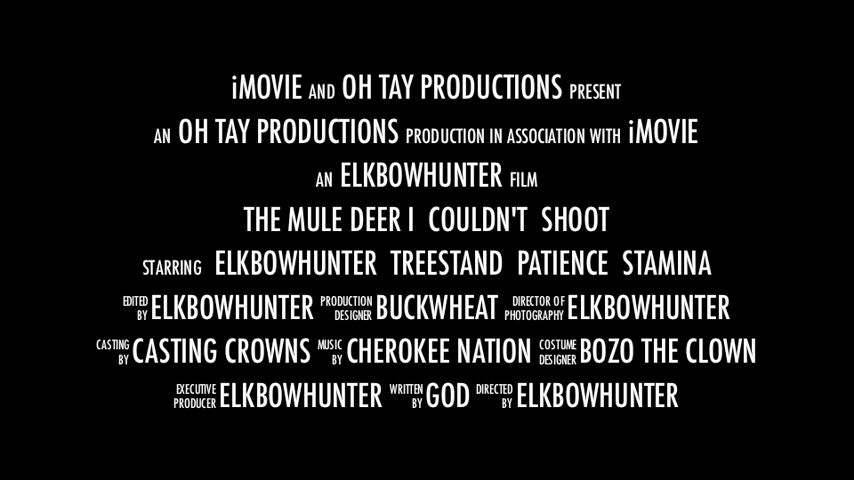 iMOVIE AND OH TAY PRODUCTIONS PRESENT
AN OH TAY PRODUCTIONS PRODUCTION IN ASSOCIATION WITH iMOVIE
AN ELKBOWHUNTER FILM
THE MULE DEER I COULDN'T SHOOT
STARRING ELKBOWHUNTER TREESTAND PATIENCE STAMINA
EDITED BY ELKBOWHUNTER PRODUCTION DESIGNER BUCKWHEAT DIRECTOR OF PHOTOGRAPHY ELKBOWHUNTER
CASTING BY CASTING CROWNS MUSIC BY CHEROKEE NATION COSTUME DESIGNER BOZO THE CLOWN
EXECUTIVE PRODUCER ELKBOWHUNTER WRITTEN BY GOD DIRECTED BY ELKBOWHUNTER